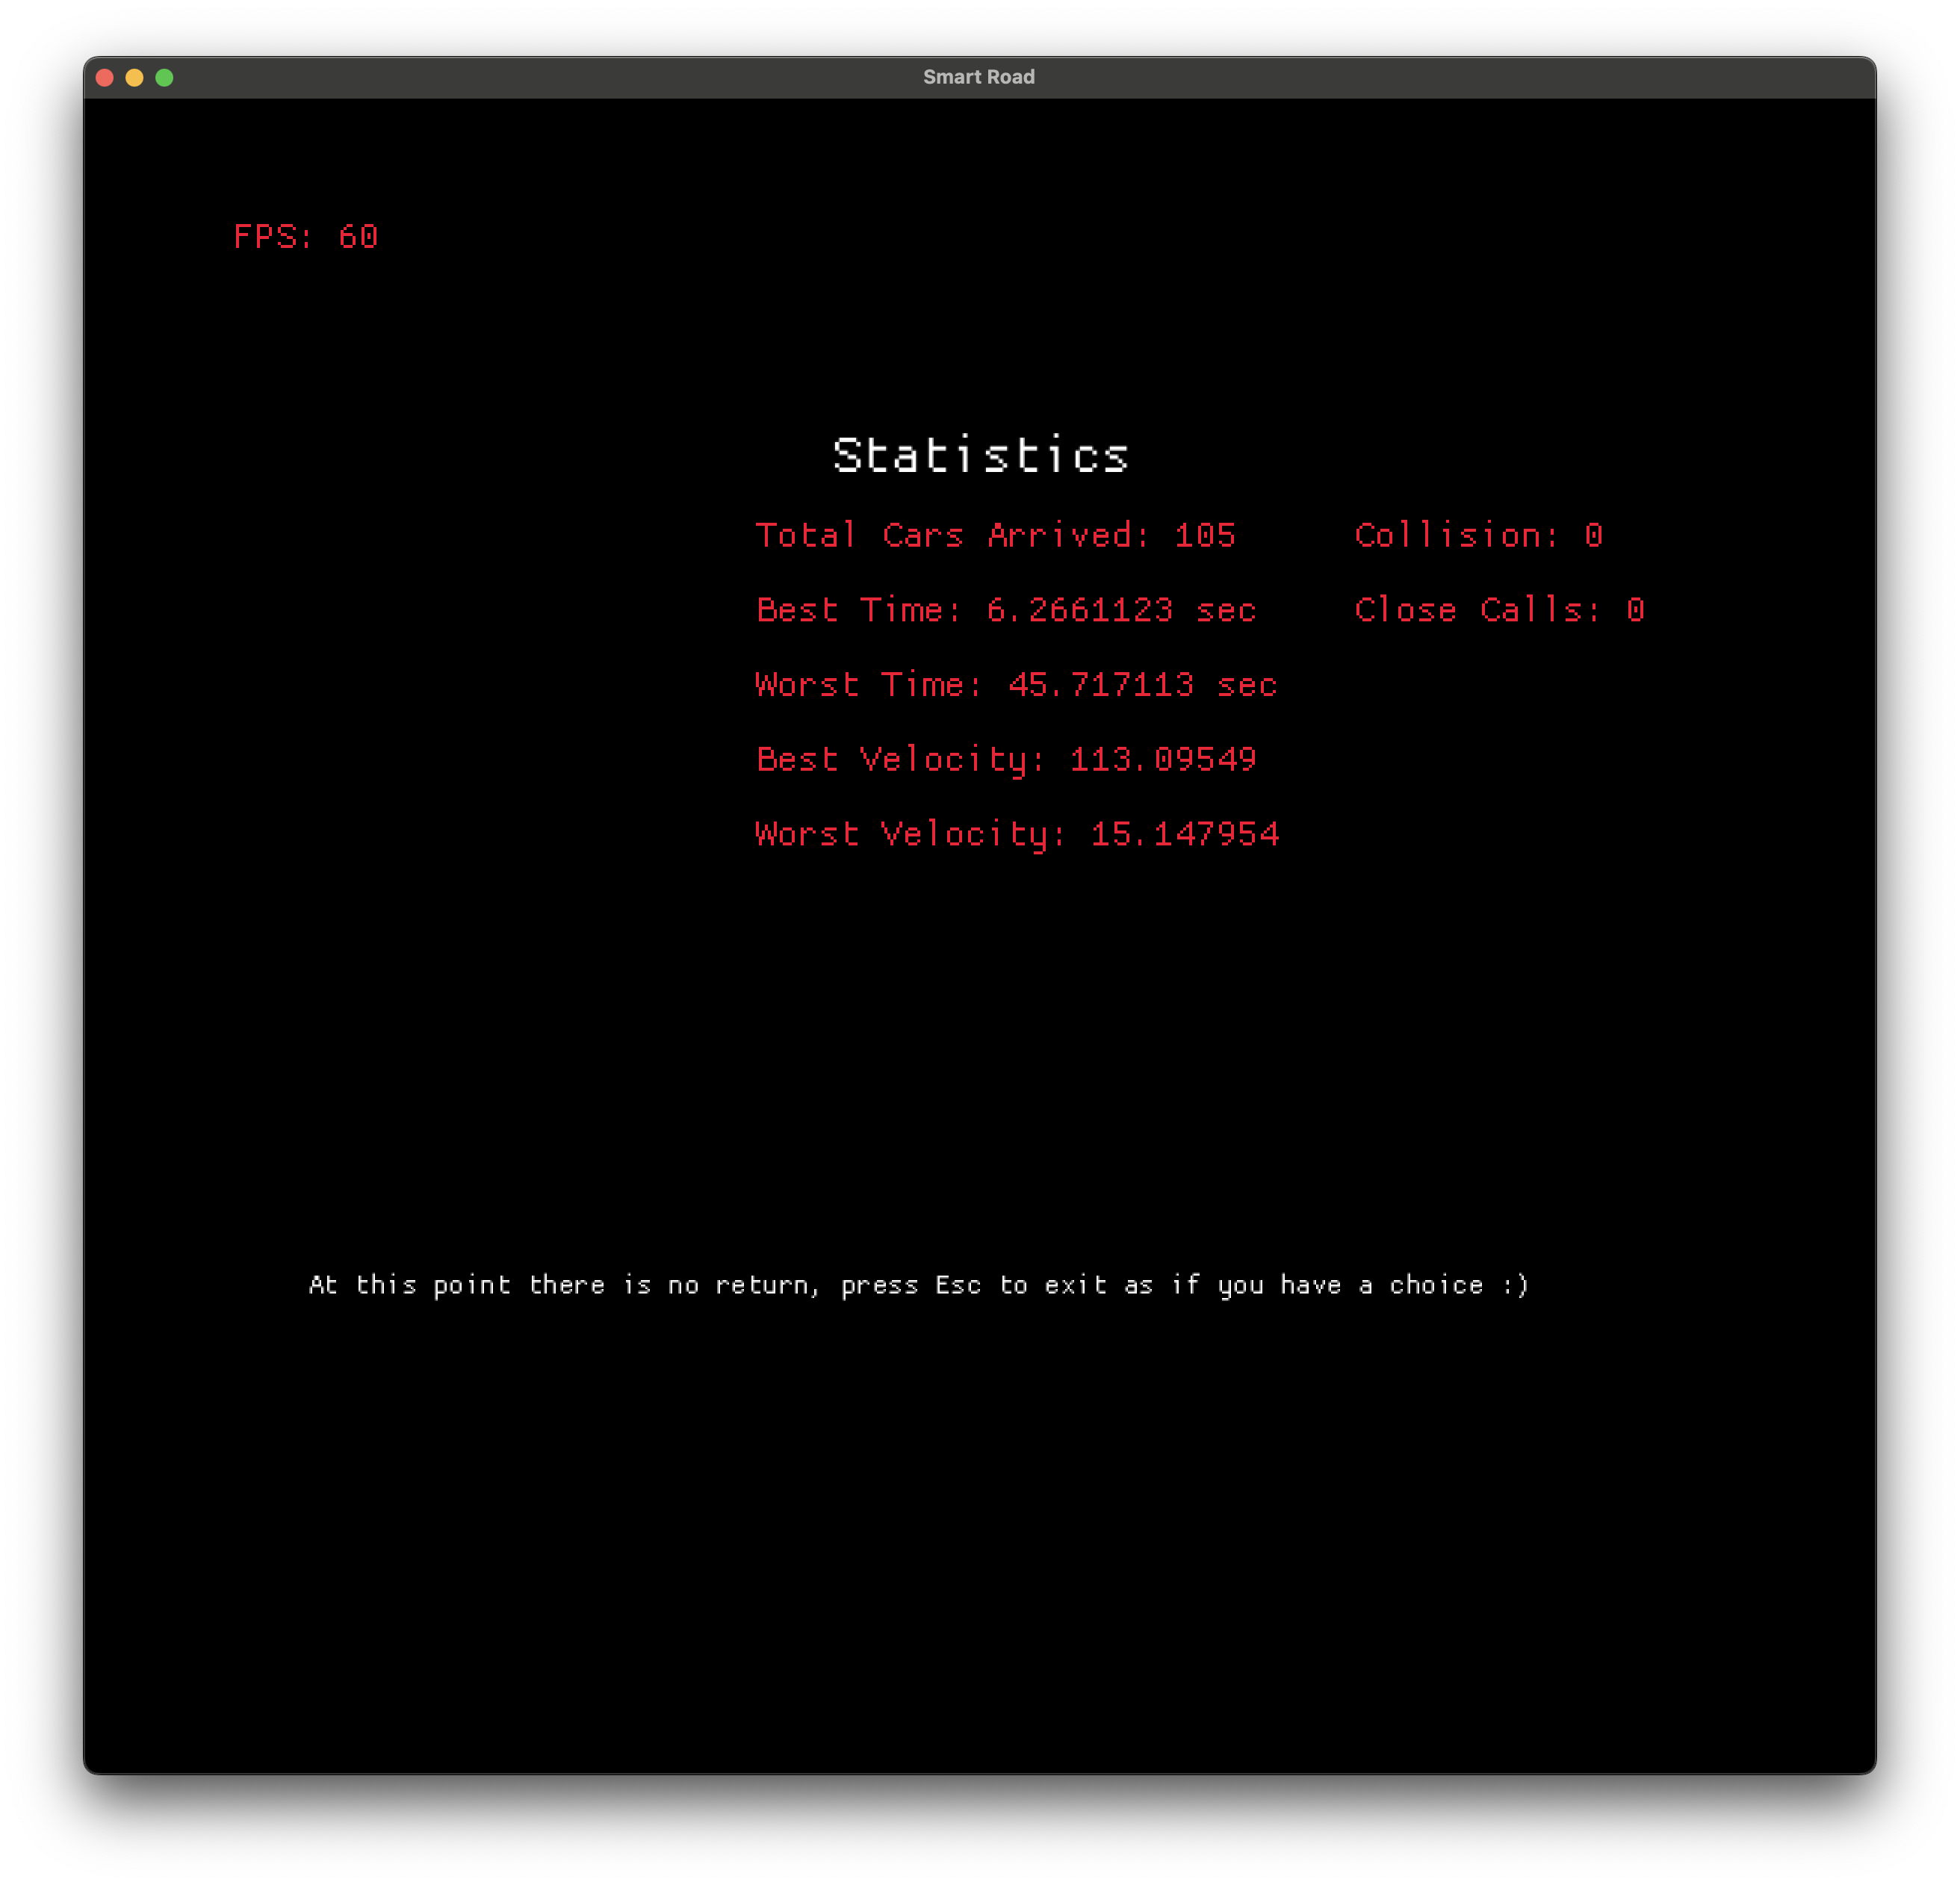 Smart Road
FPS: 60
Statistics
Total Cars Arrived: 105 Collision: 0
Best Time: 6.2661123 sec Close Calls: 0
Worst Time: 45.717113 sec
Best Velocity: 113.09549
Worst Velocity: 15.147954
At this point there is no return, press Esc to exit as if you have a choice :)